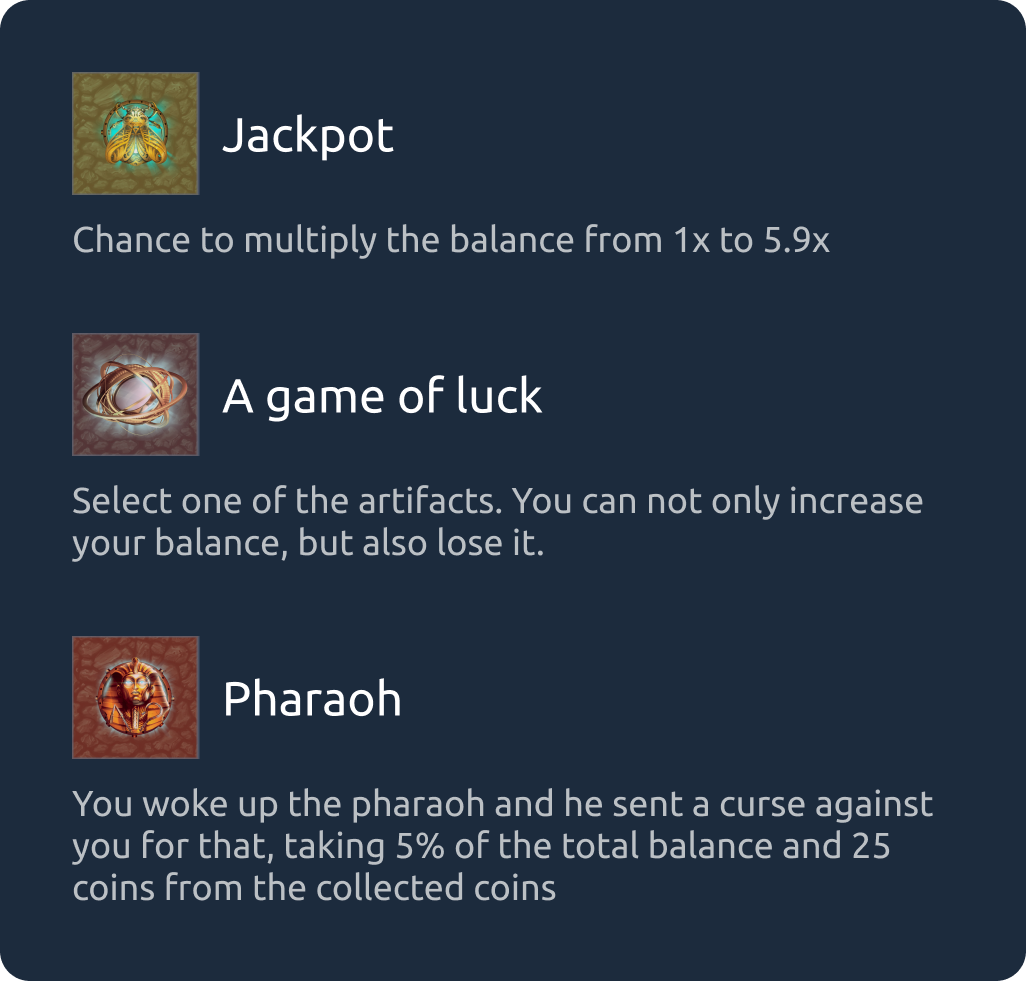 Jackpot
Chance to multiply the balance from 1x to 5.9x
A game of luck
Select one of the artifacts. You can not only increase
your balance, but also lose it.
Pharaoh
You woke up the pharaoh and he sent a curse against
you for that, taking 5% of the total balance and 25
coins from the collected coins